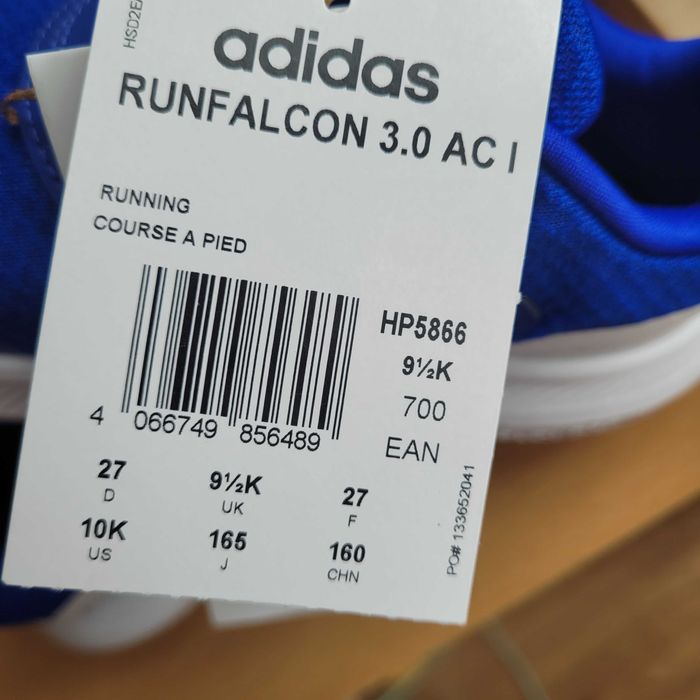 HSD2E
adidas
RUNFALCON 3.0 AC I
RUNNING
COURSE A PIED
HP5866
9½K
700
EAN
4 066749 856489
27 9½K 27
D UK F
10K 165 160
US J CHN
PO# 133652041